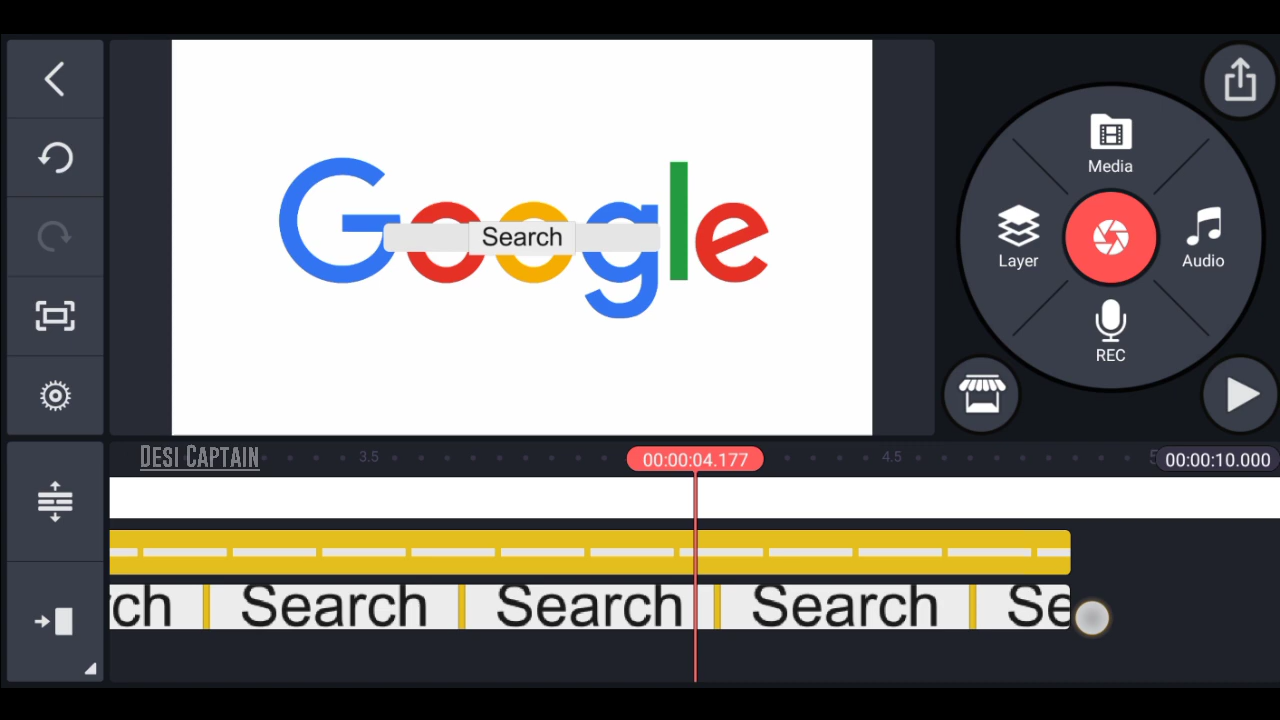 Google
Search
Media
Layer
Audio
REC
DESI CAPTAIN
3.5
00:00:04.177
4.5
00:00:10.000
rch Search Search Search Se